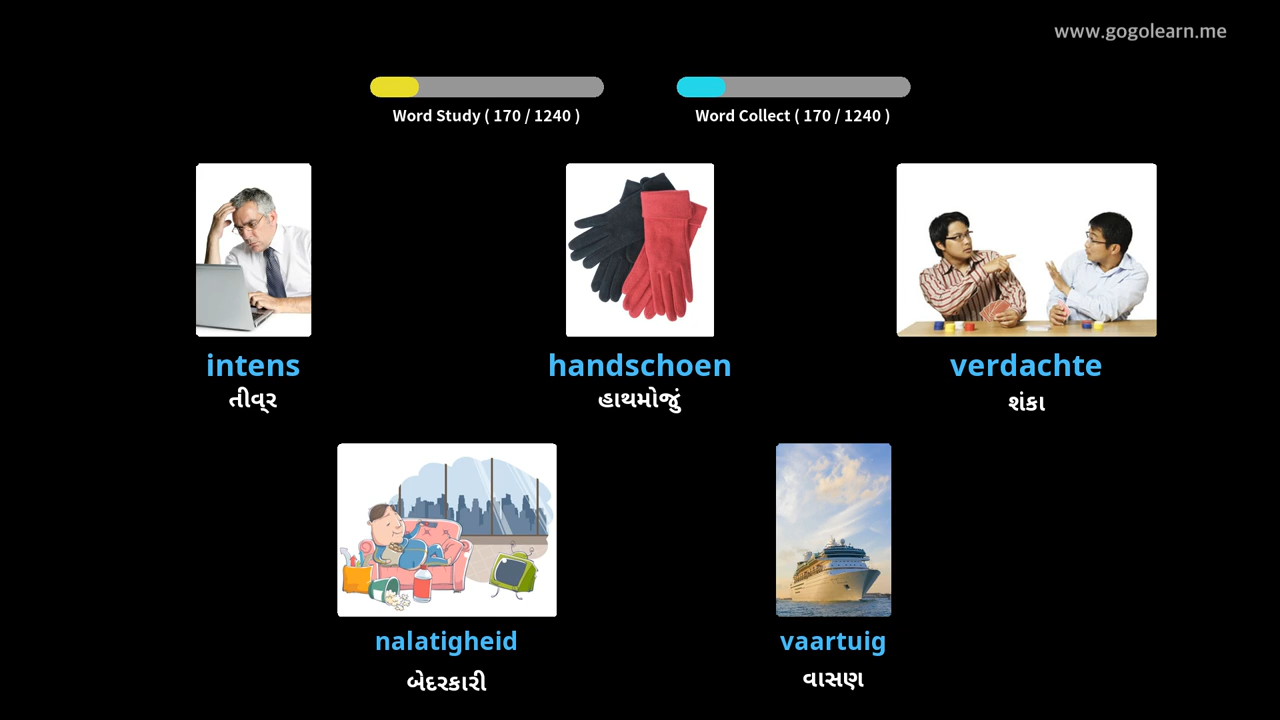 www.gogolearn.me
Word Study ( 170 / 1240 )
Word Collect ( 170 / 1240 )
intens
handschoen
verdachte
તીવ્ર
હાથમોજું
શંકા
nalatigheid
vaartuig
બેદરકારી
વાસણ